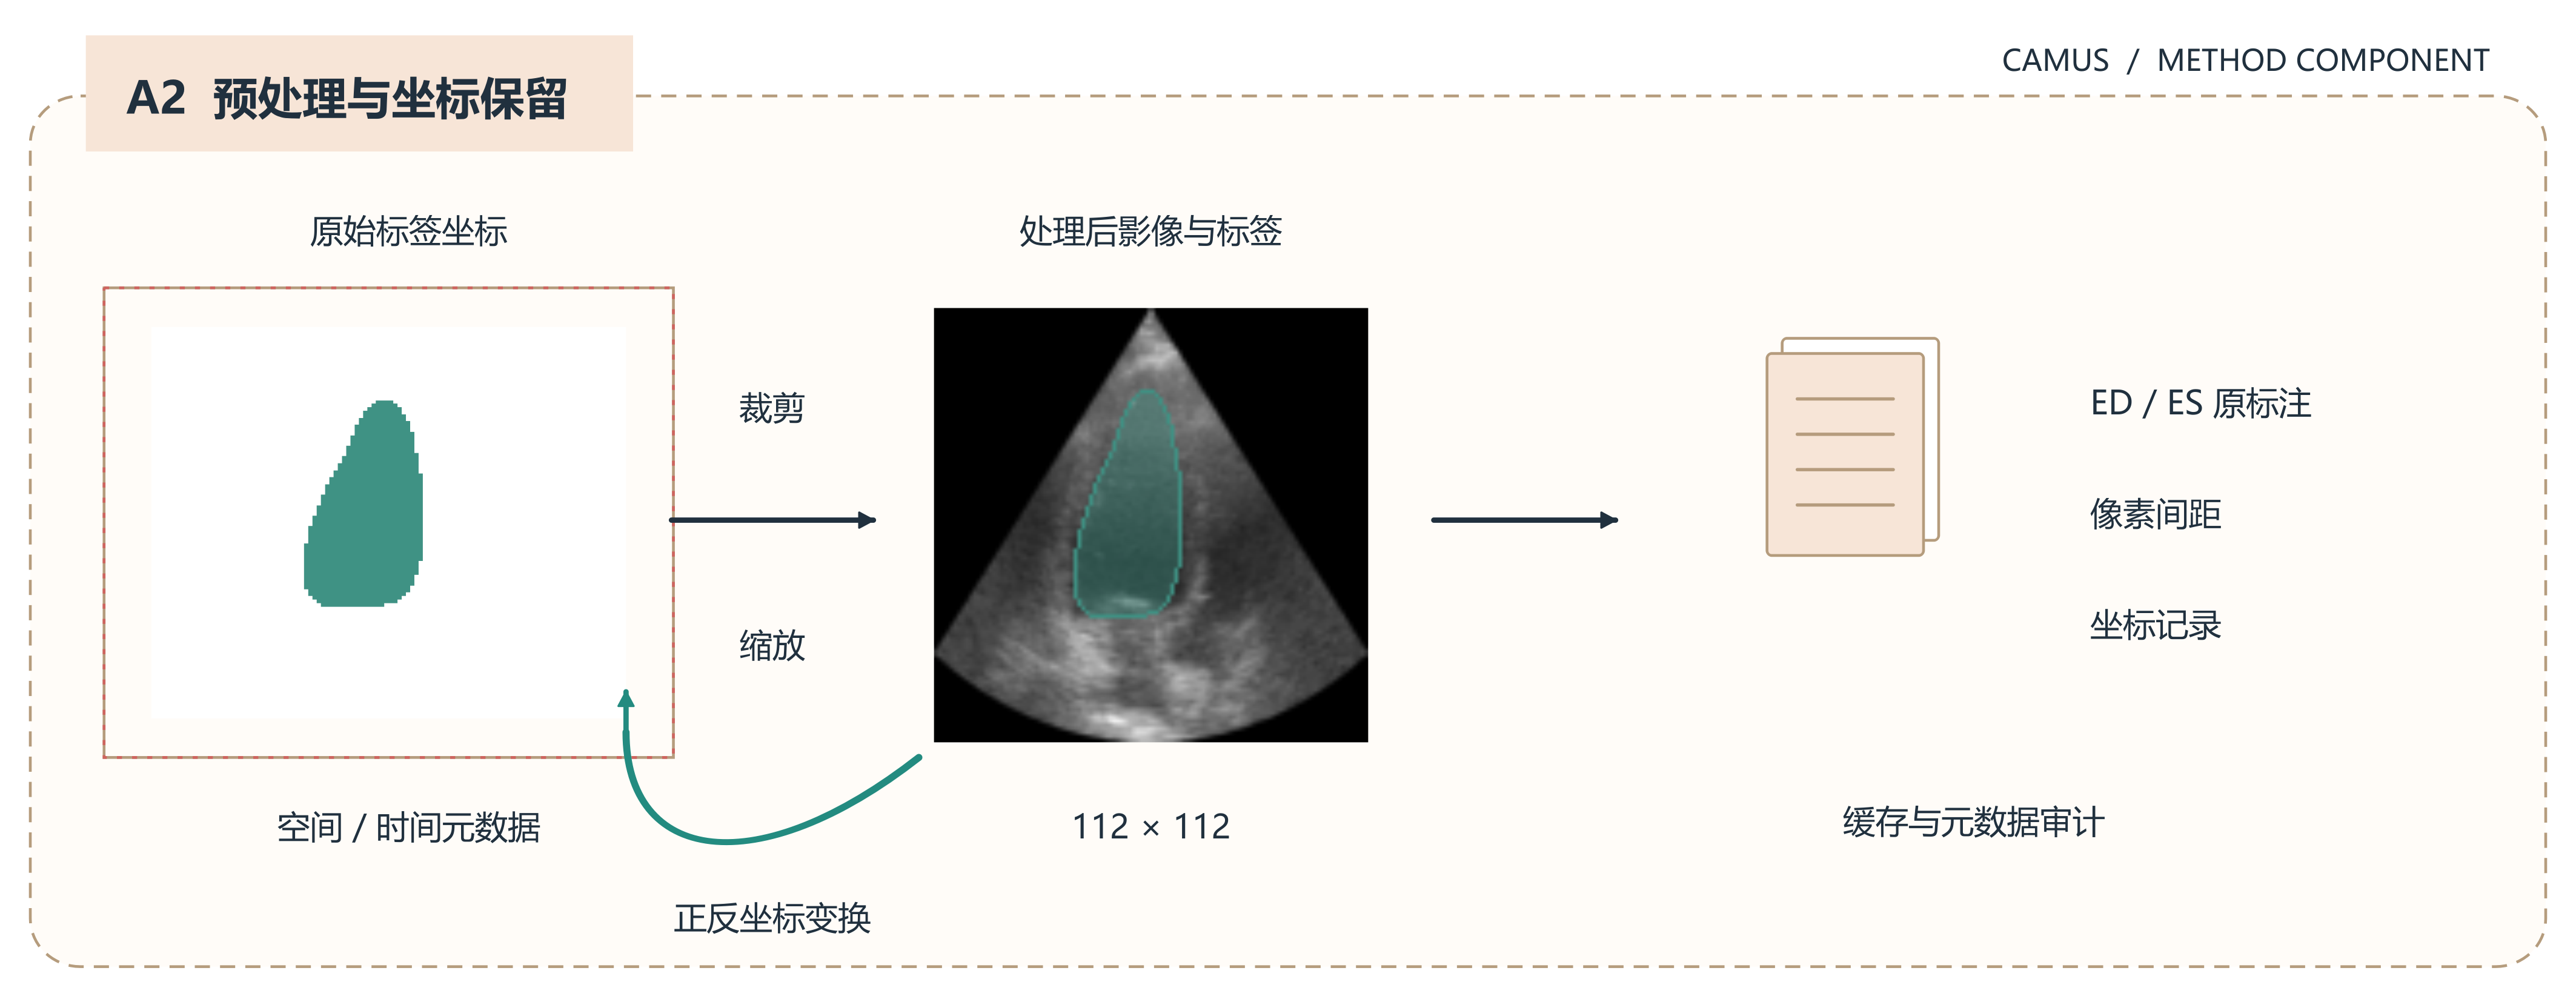 CAMUS / METHOD COMPONENT
A2 预处理与坐标保留
原始标签坐标
处理后影像与标签
裁剪
缩放
ED / ES 原标注
像素间距
坐标记录
空间 / 时间元数据
112 × 112
缓存与元数据审计
正反坐标变换